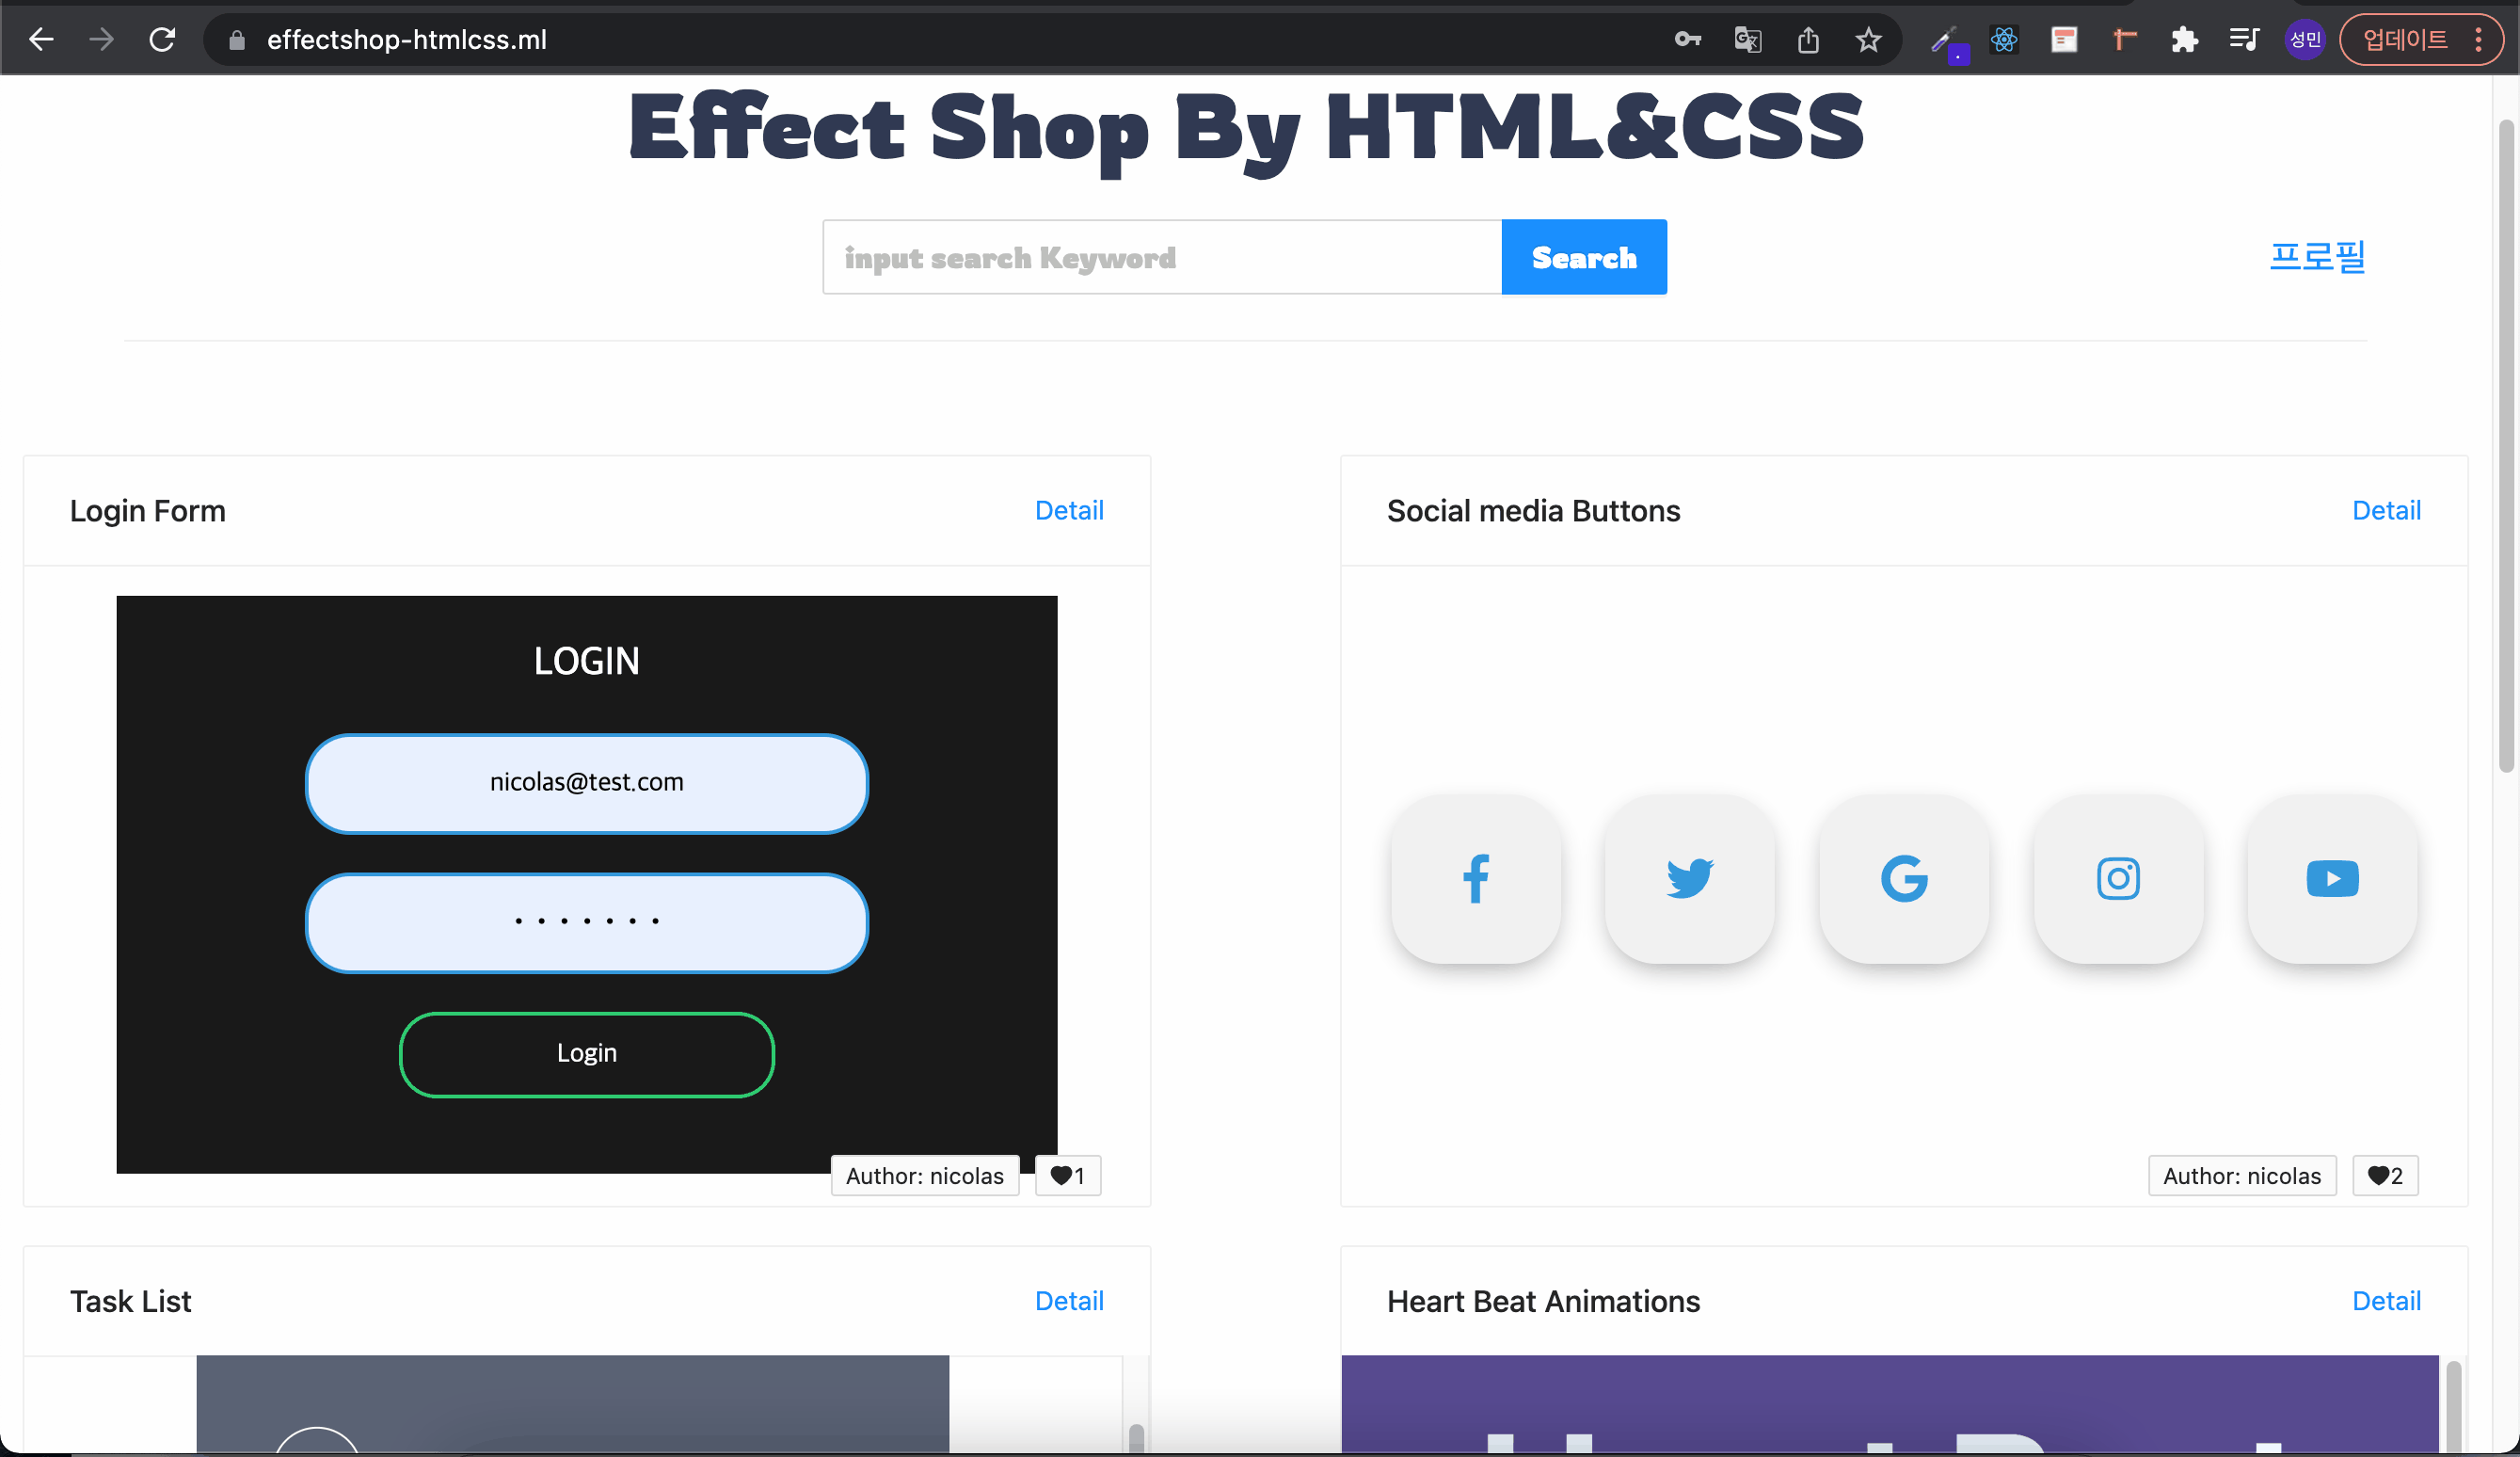 effectshop-htmlcss.ml
성민
업데이트
Effect Shop By HTML&CSS
input search Keyword
Search
프로필
Login Form
Detail
Social media Buttons
Detail
LOGIN
nicolas@test.com
Login
Author: nicolas
1
Author: nicolas
2
Task List
Detail
Heart Beat Animations
Detail